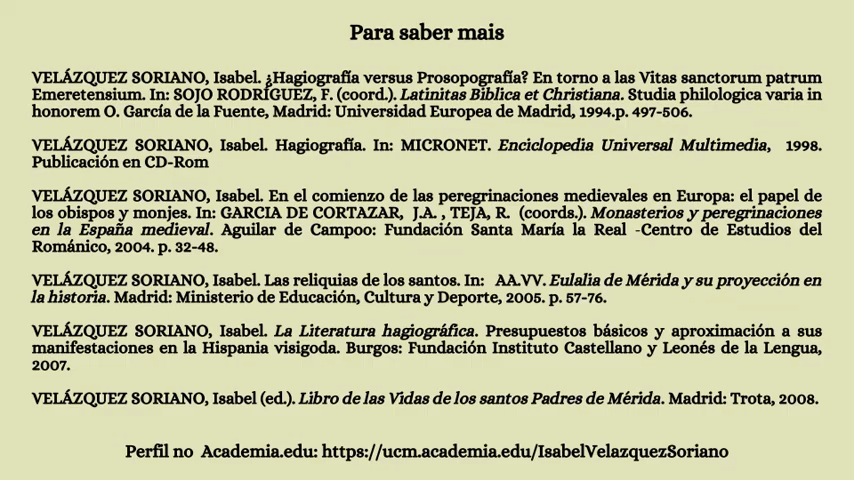 Para saber mais
VELÁZQUEZ SORIANO, Isabel. ¿Hagiografía versus Prosopografía? En torno a las Vitas sanctorum patrum
Emeretensium. In: SOJO RODRÍGUEZ, F. (coord.). Latinitas Biblica et Christiana. Studia philologica varia in
honorem O. García de la Fuente, Madrid: Universidad Europea de Madrid, 1994.p. 497-506.
VELÁZQUEZ SORIANO, Isabel. Hagiografía. In: MICRONET. Enciclopedia Universal Multimedia, 1998.
Publicación en CD-Rom
VELÁZQUEZ SORIANO, Isabel. En el comienzo de las peregrinaciones medievales en Europa: el papel de
los obispos y monjes. In: GARCIA DE CORTAZAR, J.A. , TEJA, R. (coords.). Monasterios y peregrinaciones
en la España medieval. Aguilar de Campoo: Fundación Santa María la Real -Centro de Estudios del
Románico, 2004. p. 32-48.
VELÁZQUEZ SORIANO, Isabel. Las reliquias de los santos. In: AA.VV. Eulalia de Mérida y su proyección en
la historia. Madrid: Ministerio de Educación, Cultura y Deporte, 2005. p. 57-76.
VELÁZQUEZ SORIANO, Isabel. La Literatura hagiográfica. Presupuestos básicos y aproximación a sus
manifestaciones en la Hispania visigoda. Burgos: Fundación Instituto Castellano y Leonés de la Lengua,
2007.
VELÁZQUEZ SORIANO, Isabel (ed.). Libro de las Vidas de los santos Padres de Mérida. Madrid: Trota, 2008.
Perfil no Academia.edu: https://ucm.academia.edu/IsabelVelazquezSoriano